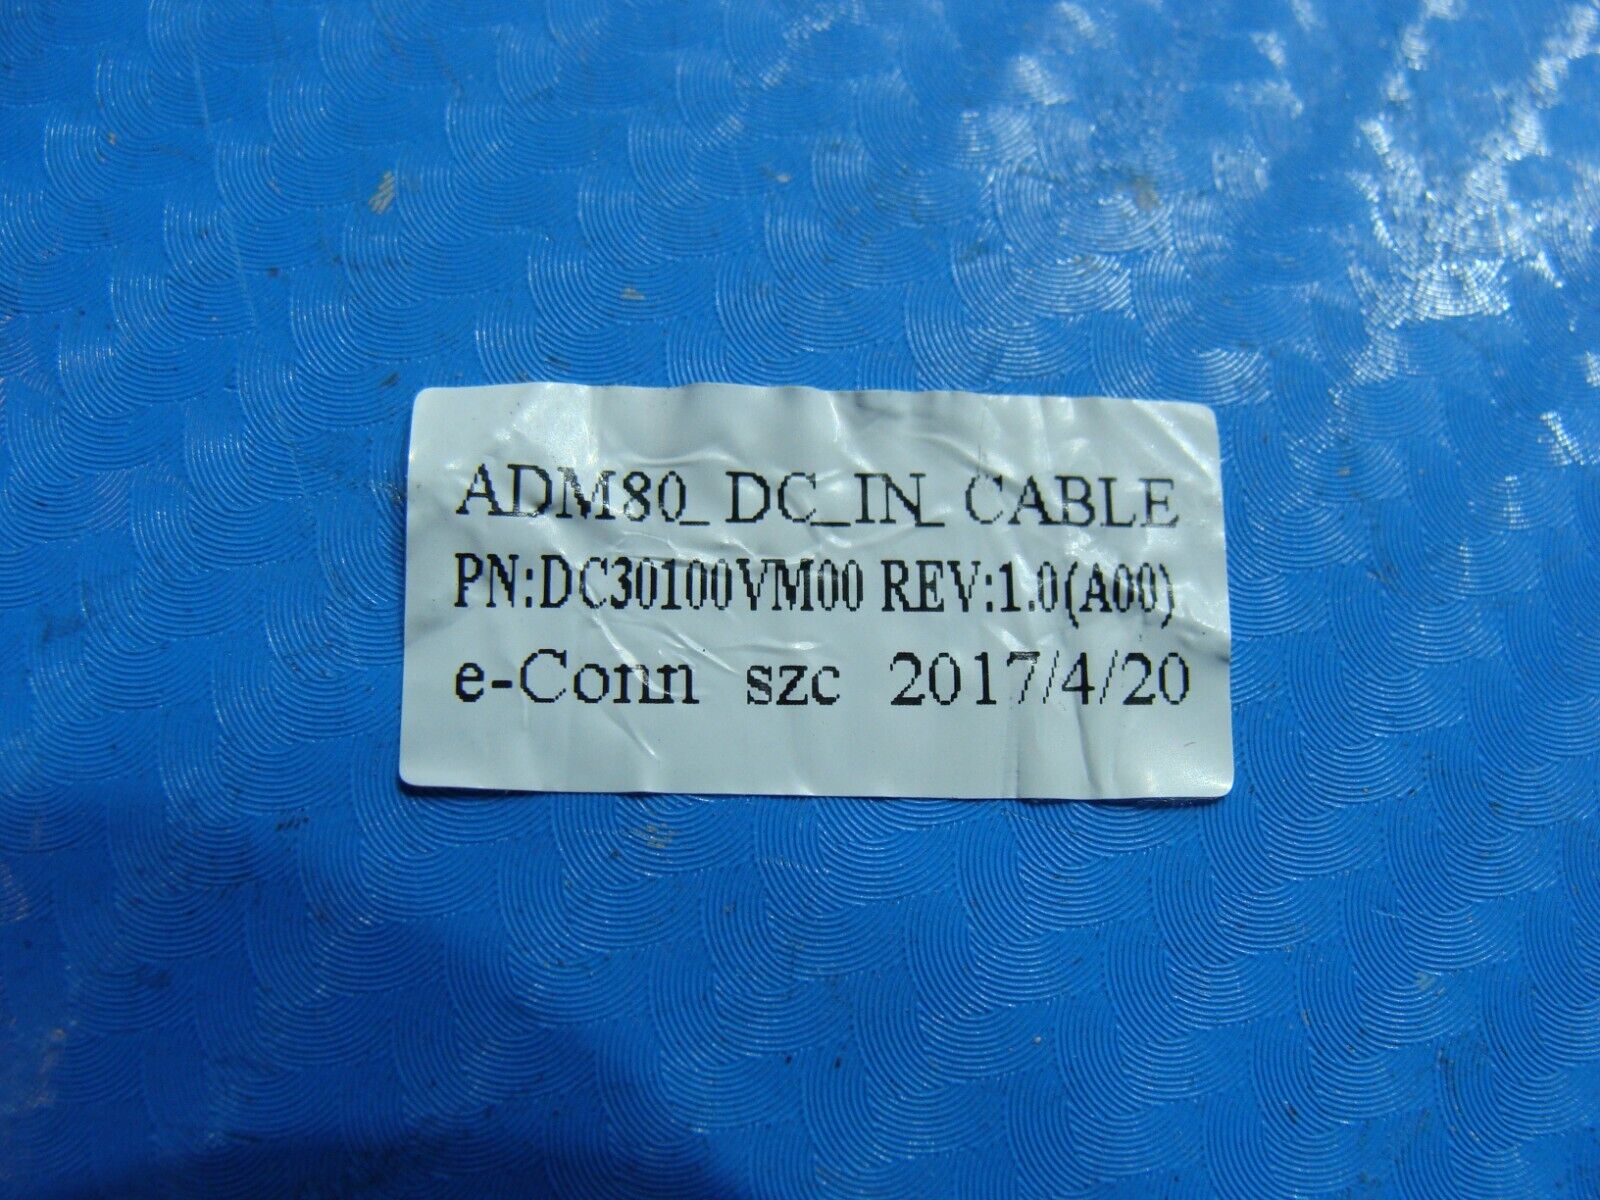 ADM80_DC_IN_CABLE
PN:DC30100VM00 REV:1.0(A00)
e-Conn szc 2017/4/20